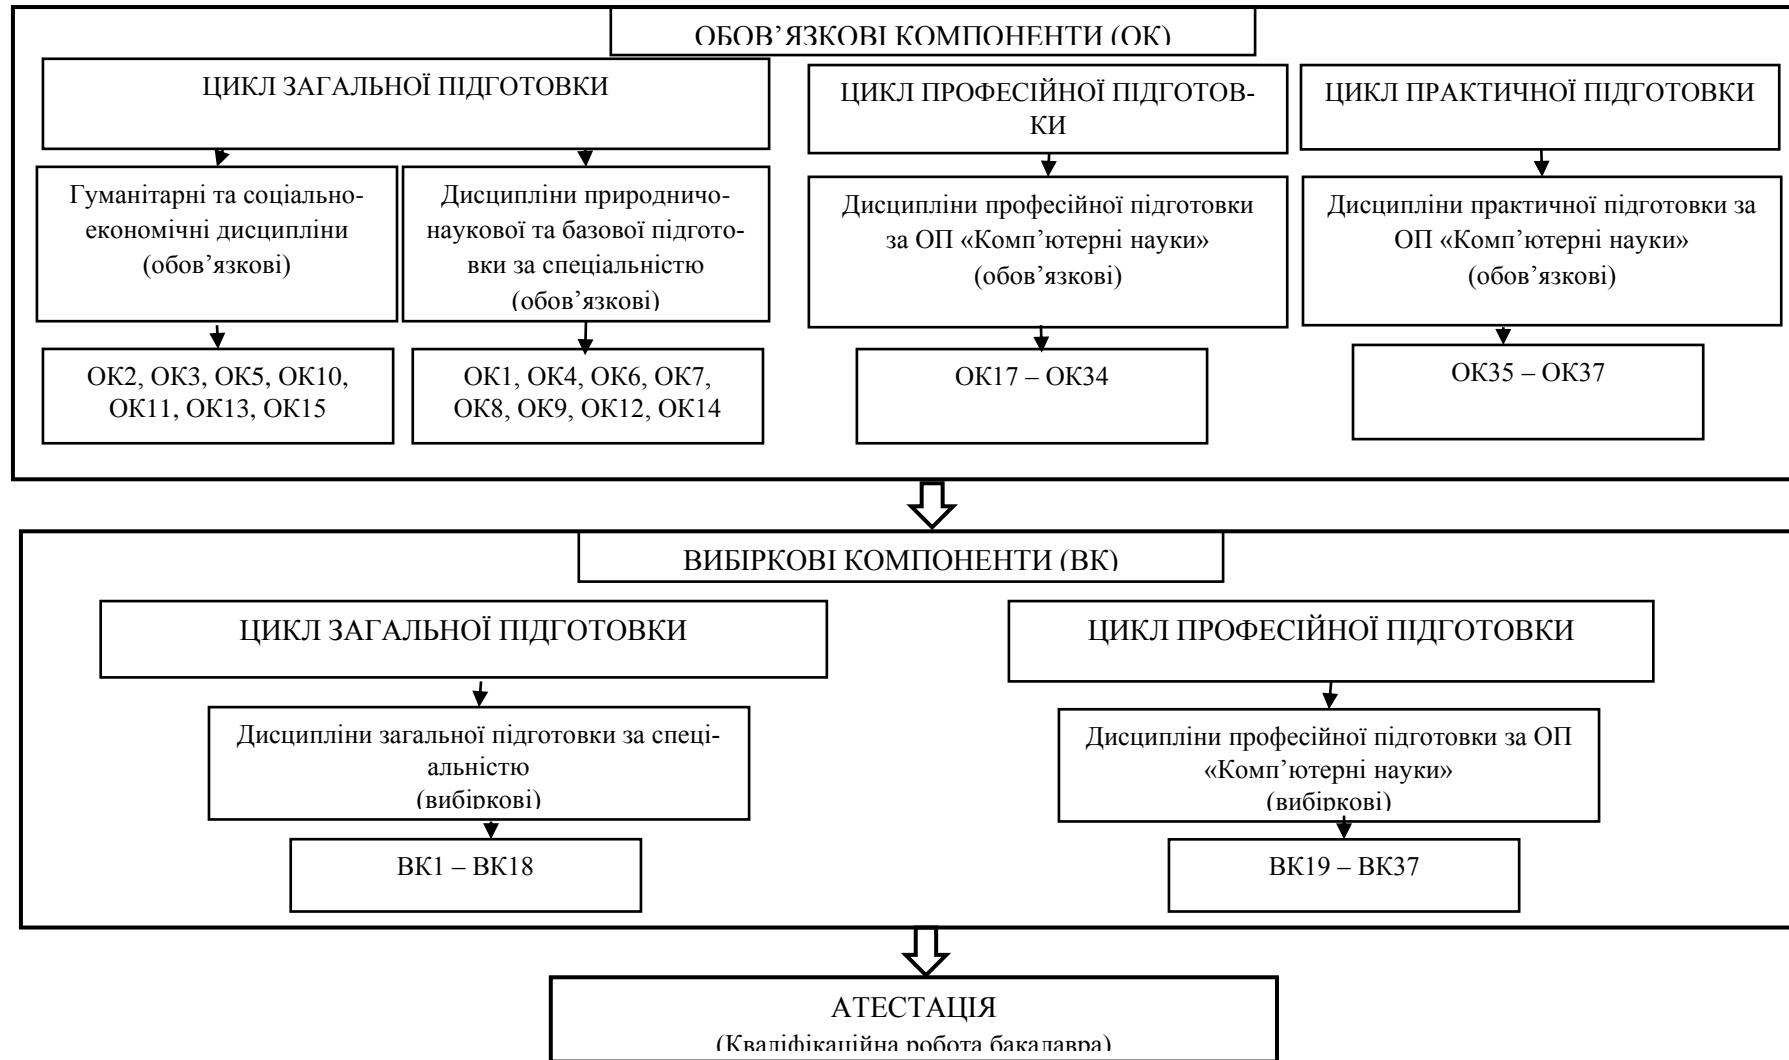 ОБОВ’ЯЗКОВІ КОМПОНЕНТИ (ОК)
ЦИКЛ ЗАГАЛЬНОЇ ПІДГОТОВКИ
ЦИКЛ ПРОФЕСІЙНОЇ ПІДГОТОВ-
КИ
ЦИКЛ ПРАКТИЧНОЇ ПІДГОТОВКИ
Гуманітарні та соціально-
економічні дисципліни
(обов’язкові)
Дисципліни природничо-
наукової та базової підгото-
вки за спеціальністю
(обов’язкові)
Дисципліни професійної підготовки
за ОП «Комп’ютерні науки»
(обов’язкові)
Дисципліни практичної підготовки за
ОП «Комп’ютерні науки»
(обов’язкові)
ОК2, ОК3, ОК5, ОК10,
ОК11, ОК13, ОК15
ОК1, ОК4, ОК6, ОК7,
ОК8, ОК9, ОК12, ОК14
ОК17 – ОК34
ОК35 – ОК37
ВИБІРКОВІ КОМПОНЕНТИ (ВК)
ЦИКЛ ЗАГАЛЬНОЇ ПІДГОТОВКИ
ЦИКЛ ПРОФЕСІЙНОЇ ПІДГОТОВКИ
Дисципліни загальної підготовки за спеці-
альністю
(вибіркові)
Дисципліни професійної підготовки за ОП
«Комп’ютерні науки»
(вибіркові)
ВК1 – ВК18
ВК19 – ВК37
АТЕСТАЦІЯ
(Кваліфікаційна робота бакалавра)